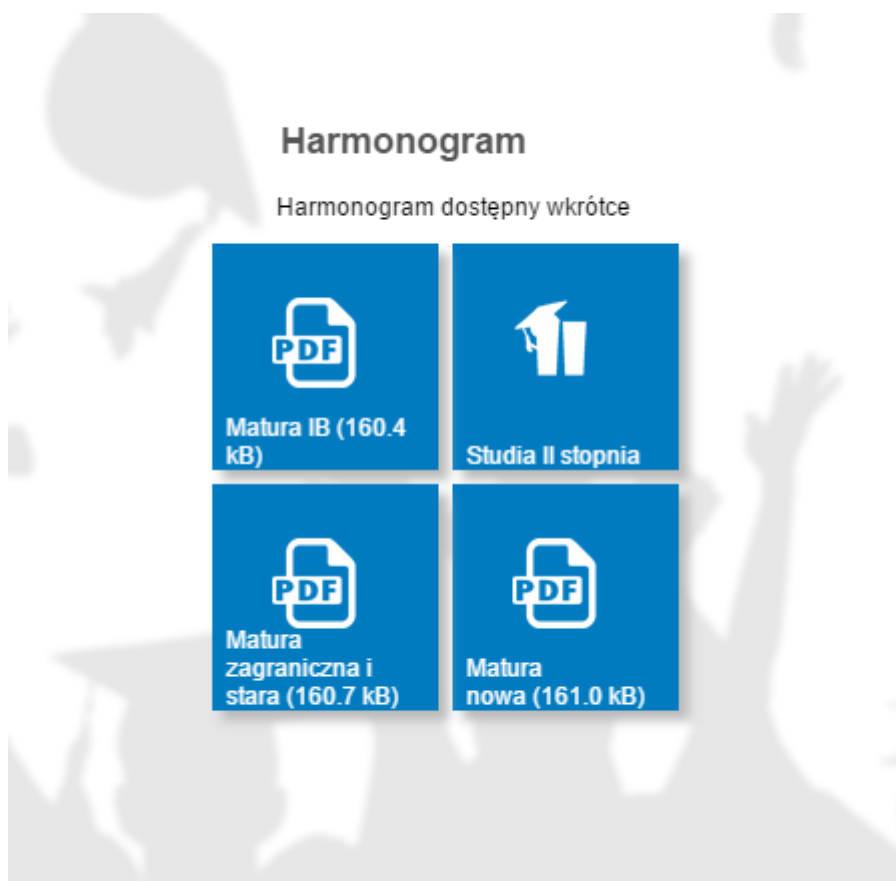 Harmonogram
Harmonogram dostępny wkrótce
PDF
Matura IB (160.4
kB)
Studia II stopnia
PDF
Matura
zagraniczna i
stara (160.7 kB)
PDF
Matura
nowa (161.0 kB)